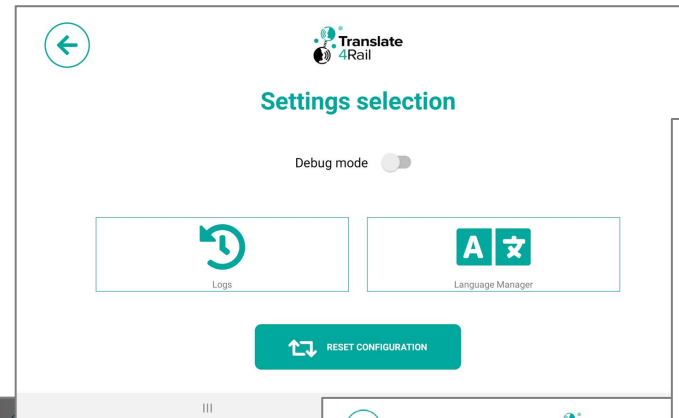 Translate
4Rail
Settings selection
Debug mode
Logs
A 文
Language Manager
RESET CONFIGURATION